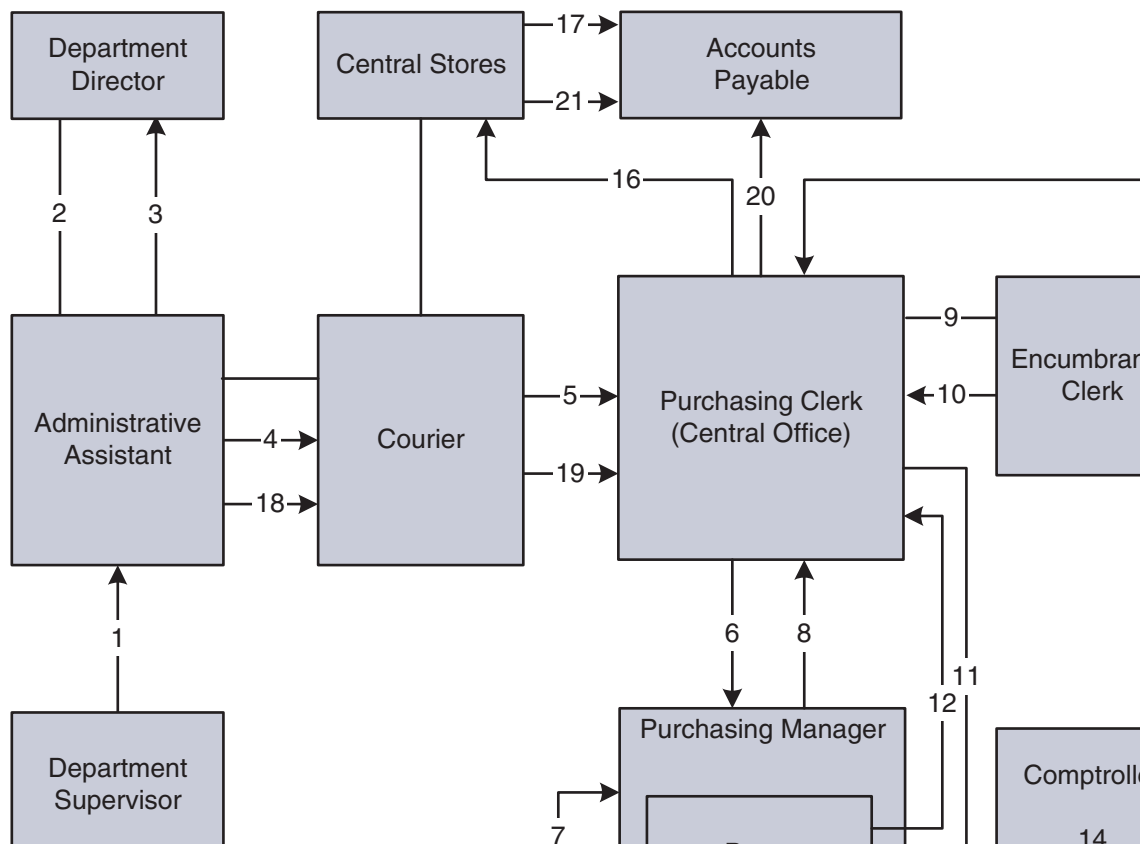 Department
Director
Central Stores
17
21
Accounts
Payable
2
3
16
20
Administrative
Assistant
4
18
Courier
5
19
Purchasing Clerk
(Central Office)
9
10
Clerk
1
6
8
11
12
Department
Supervisor
Purchasing Manager
7
14